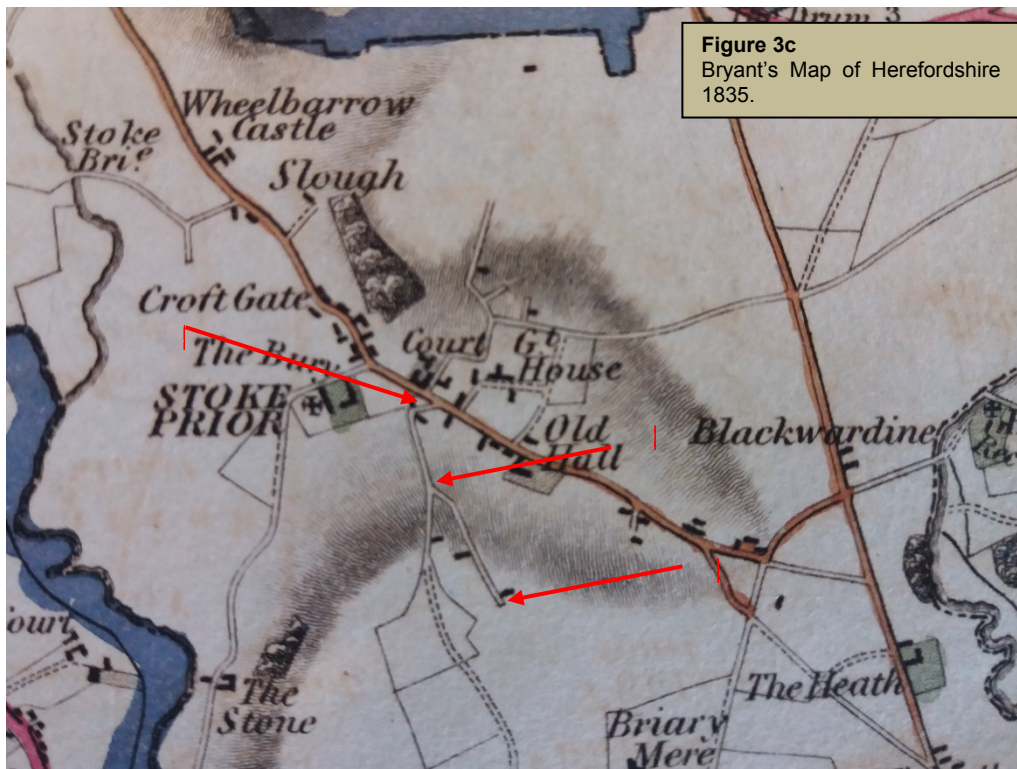 Drum 3
Figure 3c
Bryant's Map of Herefordshire
1835.
Wheelbarrow
Castle
Stoke
Bri.e
Slough
Croft Gate
Court
Gt
House
The Bury
STOKE
PRIOR
Old
Hall
Blackwardine
Rec
ourt
The
Stone
The Heath
Briary
Mere